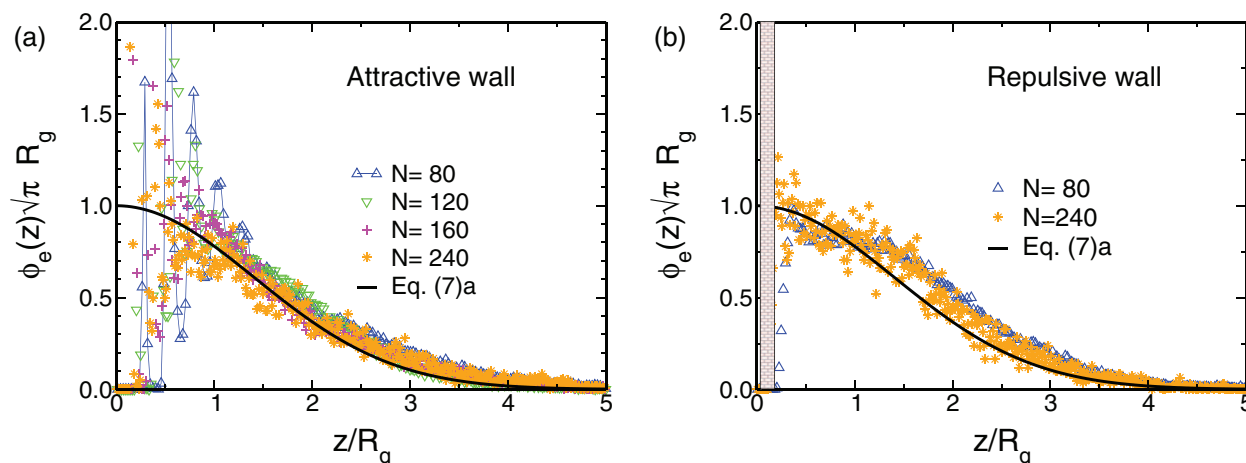 (a)
2.0
1.5
1.0
0.5
0.0
ϕe(z)√π Rg
Attractive wall
N= 80
N= 120
N= 160
N= 240
Eq. (7)a
0 1 2 3 4 5
z/Rg
(b)
2.0
1.5
1.0
0.5
0.0
ϕe(z)√π Rg
Repulsive wall
N= 80
N=240
Eq. (7)a
0 1 2 3 4 5
z/Rg